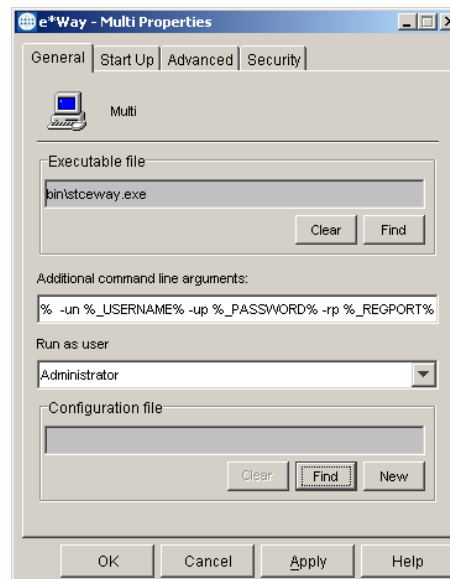 e*Way - Multi Properties
General Start Up Advanced Security
Multi
Executable file
bin\stceway.exe
Clear Find
Additional command line arguments:
% -un %_USERNAME% -up %_PASSWORD% -rp %_REGPORT%
Run as user
Administrator
Configuration file
Clear Find New
OK Cancel Apply Help